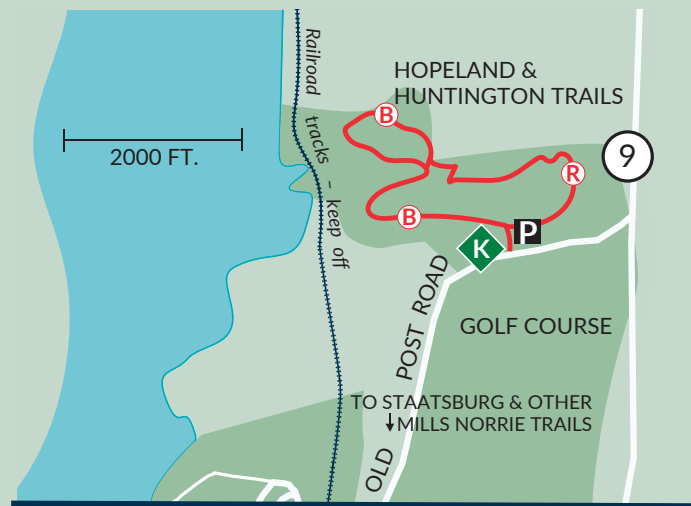 HOPELAND &
HUNTINGTON TRAILS
Railroad tracks – keep off
2000 FT.
B
9
R
B
P
K
OLD POST ROAD
GOLF COURSE
TO STAATSBURG & OTHER
↓MILLS NORRIE TRAILS